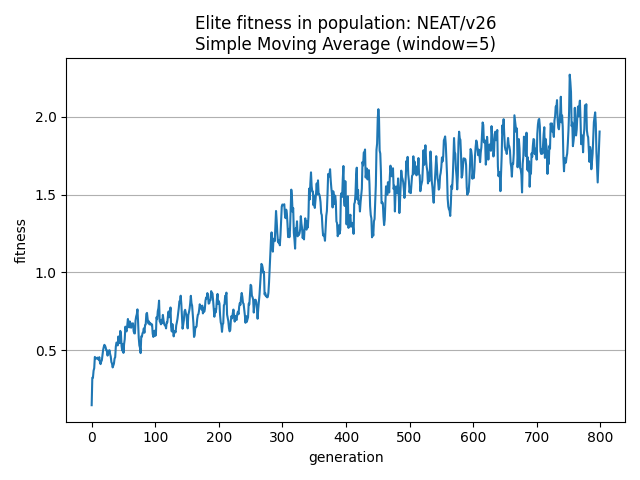 Elite fitness in population: NEAT/v26
Simple Moving Average (window=5)
fitness
2.0
1.5
1.0
0.5
0 100 200 300 400 500 600 700 800
generation